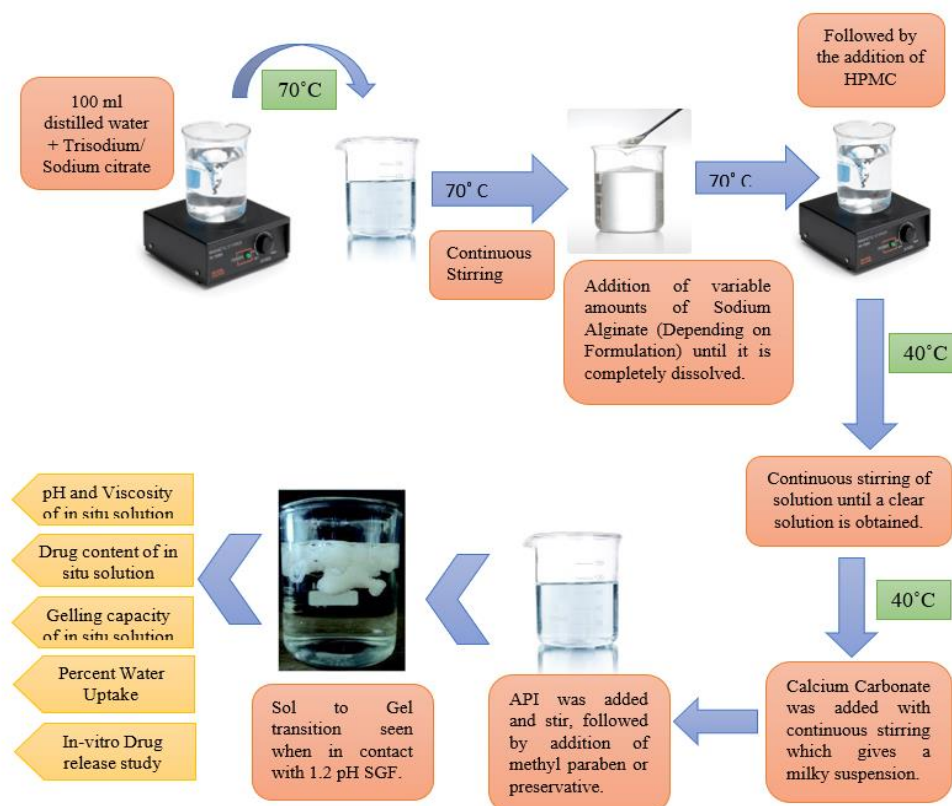 100 ml
distilled water
+ Trisodium/
Sodium citrate
70˚C
70˚ C
Continuous
Stirring
Addition of variable
amounts of Sodium
Alginate (Depending on
Formulation) until it is
completely dissolved.
70˚ C
Followed by
the addition of
HPMC
40˚C
Continuous stirring of
solution until a clear
solution is obtained.
40˚C
Calcium Carbonate
was added with
continuous stirring
which gives a
milky suspension.
API was added
and stir, followed
by addition of
methyl paraben or
preservative.
Sol to Gel
transition seen
when in contact
with 1.2 pH SGF.
pH and Viscosity
of in situ solution
Drug content of in
situ solution
Gelling capacity
of in situ solution
Percent Water
Uptake
In-vitro Drug
release study